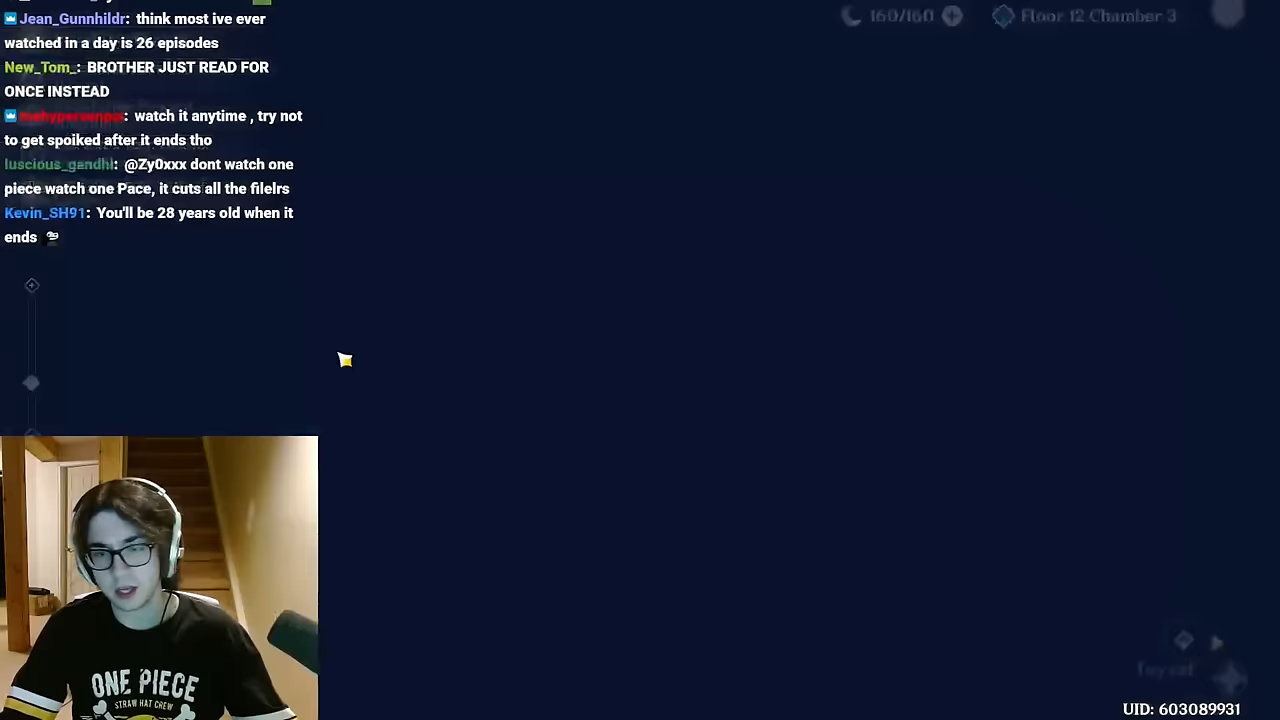 Jean_Gunnhildr: think most ive ever
watched in a day is 26 episodes
New_Tom_: BROTHER JUST READ FOR
ONCE INSTEAD
: watch it anytime , try not
to get spoiked after it ends tho
luscious_gandhi: @Zy0xxx dont watch one
piece watch one Pace, it cuts all the filelrs
Kevin_SH91: You'll be 28 years old when it
ends
160/160
Floor 12 Chamber 3
ONE PIECE
STRAW HAT CREW
UID: 603089931